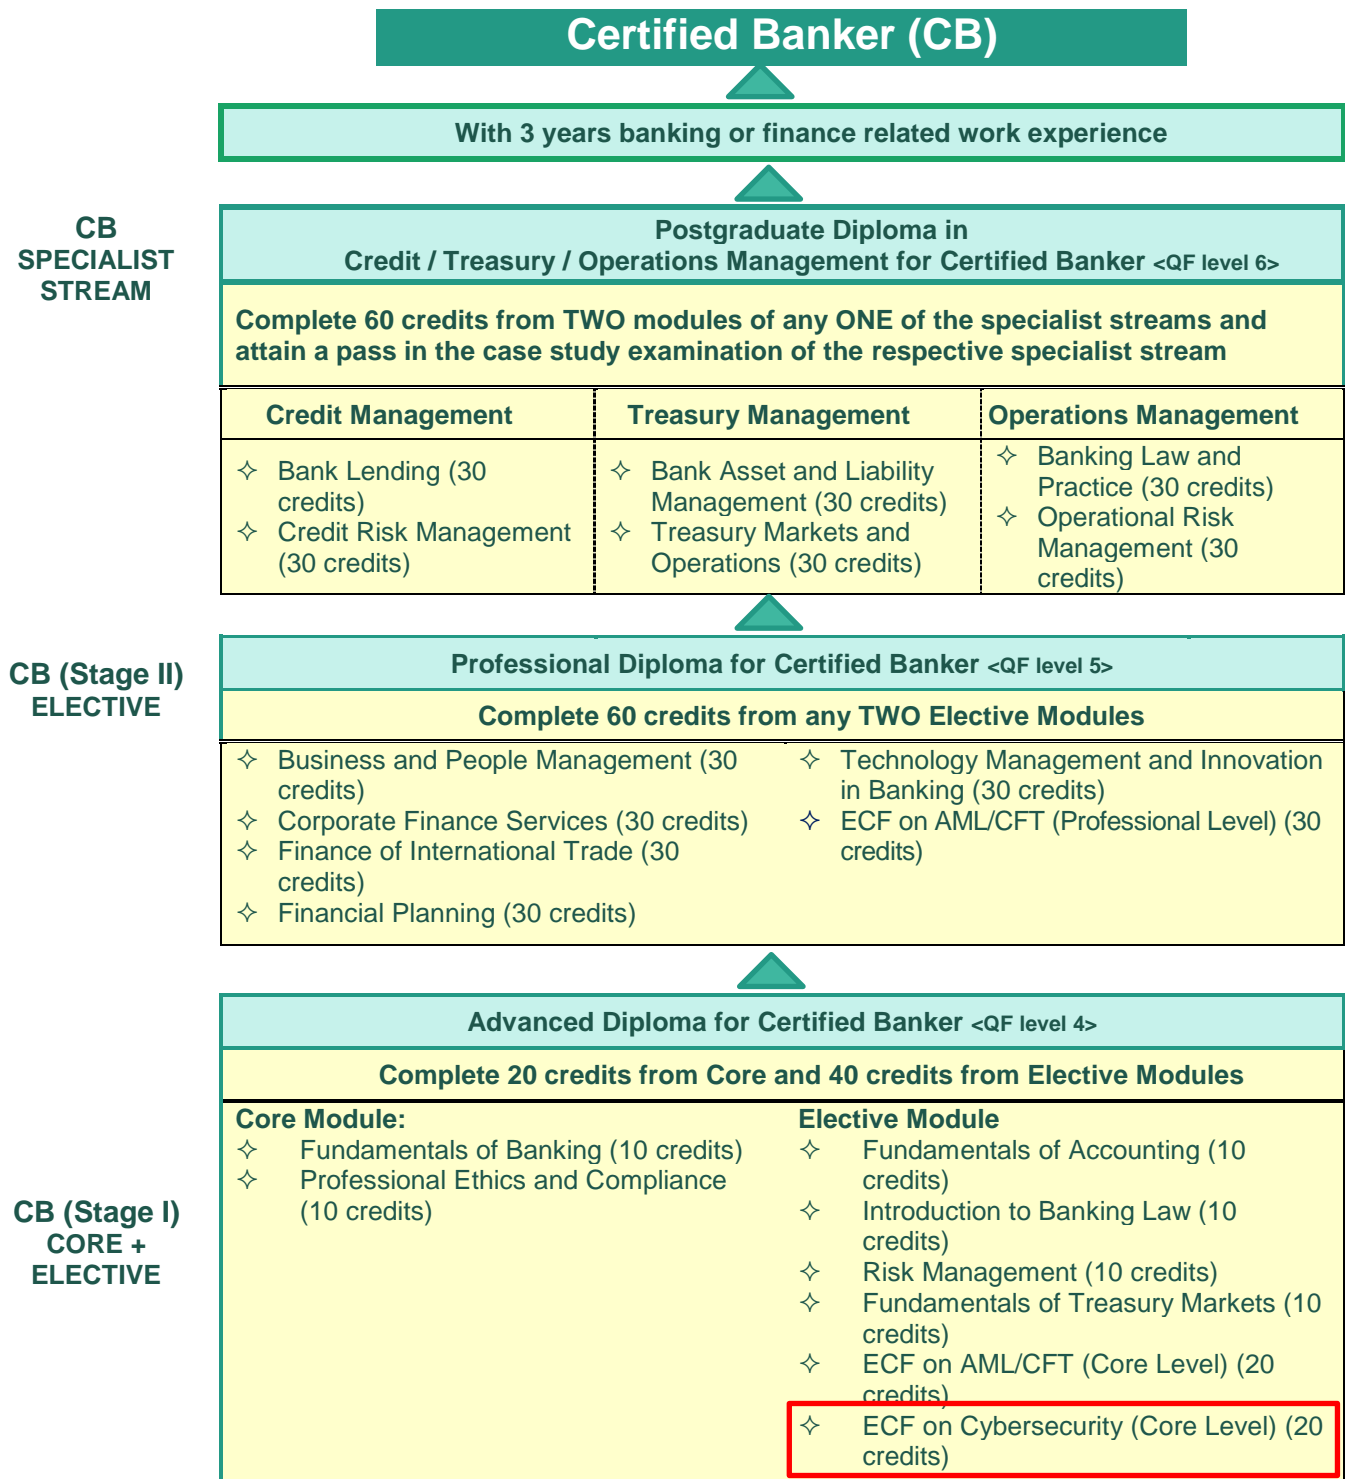 Certified Banker (CB)
With 3 years banking or finance related work experience
CB
SPECIALIST
STREAM
Postgraduate Diploma in
Credit / Treasury / Operations Management for Certified Banker <QF level 6>
Complete 60 credits from TWO modules of any ONE of the specialist streams and
attain a pass in the case study examination of the respective specialist stream
Credit Management
✧ Bank Lending (30
credits)
✧ Credit Risk Management
(30 credits)
Treasury Management
✧ Bank Asset and Liability
Management (30 credits)
✧ Treasury Markets and
Operations (30 credits)
Operations Management
✧ Banking Law and
Practice (30 credits)
✧ Operational Risk
Management (30
credits)
CB (Stage II)
ELECTIVE
Professional Diploma for Certified Banker <QF level 5>
Complete 60 credits from any TWO Elective Modules
✧ Business and People Management (30
credits)
✧ Corporate Finance Services (30 credits)
✧ Finance of International Trade (30
credits)
✧ Financial Planning (30 credits)
✧ Technology Management and Innovation
in Banking (30 credits)
✧ ECF on AML/CFT (Professional Level) (30
credits)
CB (Stage I)
CORE +
ELECTIVE
Advanced Diploma for Certified Banker <QF level 4>
Complete 20 credits from Core and 40 credits from Elective Modules
Core Module:
✧ Fundamentals of Banking (10 credits)
✧ Professional Ethics and Compliance
(10 credits)
Elective Module
✧ Fundamentals of Accounting (10
credits)
✧ Introduction to Banking Law (10
credits)
✧ Risk Management (10 credits)
✧ Fundamentals of Treasury Markets (10
credits)
✧ ECF on AML/CFT (Core Level) (20
credits)
✧ ECF on Cybersecurity (Core Level) (20
credits)